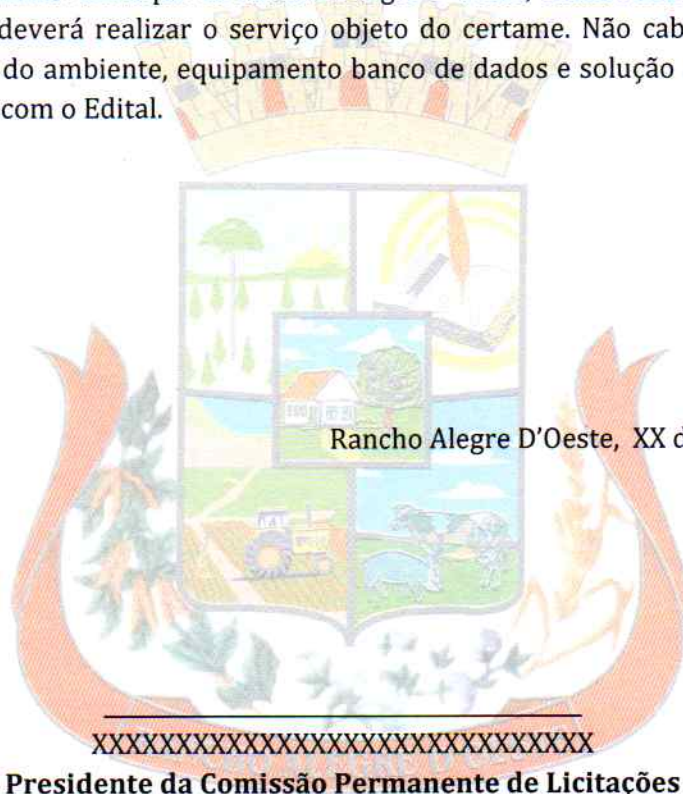 deverá realizar o serviço objeto do certame. Não cab
do ambiente, equipamento banco de dados e solução
com o Edital.
Rancho Alegre D'Oeste, XX d
XXXXXXXXXXXXXXXXXXXXXXXXXXXXXX
Presidente da Comissão Permanente de Licitações